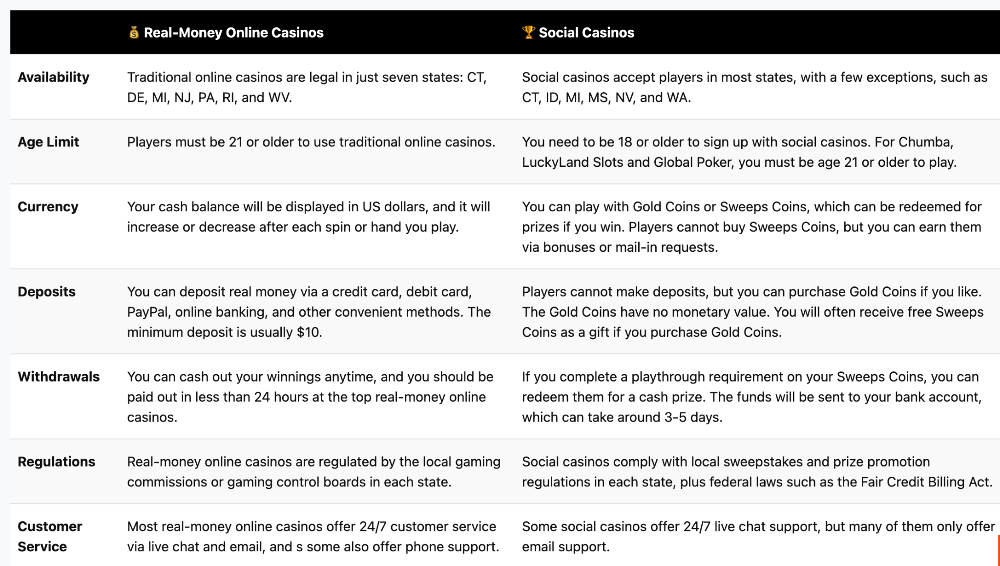 💰 Real-Money Online Casinos
🏆 Social Casinos
Availability
Traditional online casinos are legal in just seven states: CT,
DE, MI, NJ, PA, RI, and WV.
Social casinos accept players in most states, with a few exceptions, such as
CT, ID, MI, MS, NV, and WA.
Age Limit
Players must be 21 or older to use traditional online casinos.
You need to be 18 or older to sign up with social casinos. For Chumba,
LuckyLand Slots and Global Poker, you must be age 21 or older to play.
Currency
Your cash balance will be displayed in US dollars, and it will
increase or decrease after each spin or hand you play.
You can play with Gold Coins or Sweeps Coins, which can be redeemed for
prizes if you win. Players cannot buy Sweeps Coins, but you can earn them
via bonuses or mail-in requests.
Deposits
You can deposit real money via a credit card, debit card,
PayPal, online banking, and other convenient methods. The
minimum deposit is usually $10.
Players cannot make deposits, but you can purchase Gold Coins if you like.
The Gold Coins have no monetary value. You will often receive free Sweeps
Coins as a gift if you purchase Gold Coins.
Withdrawals
You can cash out your winnings anytime, and you should be
paid out in less than 24 hours at the top real-money online
casinos.
If you complete a playthrough requirement on your Sweeps Coins, you can
redeem them for a cash prize. The funds will be sent to your bank account,
which can take around 3-5 days.
Regulations
Real-money online casinos are regulated by the local gaming
commissions or gaming control boards in each state.
Social casinos comply with local sweepstakes and prize promotion
regulations in each state, plus federal laws such as the Fair Credit Billing Act.
Customer
Service
Most real-money online casinos offer 24/7 customer service
via live chat and email, and s some also offer phone support.
Some social casinos offer 24/7 live chat support, but many of them only offer
email support.